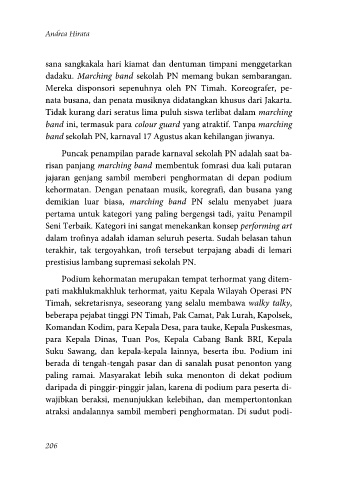 Andrea Hirata
sana sangkakala hari kiamat dan dentuman timpani menggetarkan
dadaku. Marching band sekolah PN memang bukan sembarangan.
Mereka disponsori sepenuhnya oleh PN Timah. Koreografer, pe-
nata busana, dan penata musiknya didatangkan khusus dari Jakarta.
Tidak kurang dari seratus lima puluh siswa terlibat dalam marching
band ini, termasuk para colour guard yang atraktif. Tanpa marching
band sekolah PN, karnaval 17 Agustus akan kehilangan jiwanya.
Puncak penampilan parade karnaval sekolah PN adalah saat ba-
risan panjang marching band membentuk fomrasi dua kali putaran
jajaran genjang sambil memberi penghormatan di depan podium
kehormatan. Dengan penataan musik, koregrafi, dan busana yang
demikian luar biasa, marching band PN selalu menyabet juara
pertama untuk kategori yang paling bergengsi tadi, yaitu Penampil
Seni Terbaik. Kategori ini sangat menekankan konsep performing art
dalam trofinya adalah idaman seluruh peserta. Sudah belasan tahun
terakhir, tak tergoyahkan, trofi tersebut terpajang abadi di lemari
prestisius lambang supremasi sekolah PN.
Podium kehormatan merupakan tempat terhormat yang ditem-
pati makhlukmakhluk terhormat, yaitu Kepala Wilayah Operasi PN
Timah, sekretarisnya, seseorang yang selalu membawa walky talky,
beberapa pejabat tinggi PN Timah, Pak Camat, Pak Lurah, Kapolsek,
Komandan Kodim, para Kepala Desa, para tauke, Kepala Puskesmas,
para Kepala Dinas, Tuan Pos, Kepala Cabang Bank BRI, Kepala
Suku Sawang, dan kepala-kepala lainnya, beserta ibu. Podium ini
berada di tengah-tengah pasar dan di sanalah pusat penonton yang
paling ramai. Masyarakat lebih suka menonton di dekat podium
daripada di pinggir-pinggir jalan, karena di podium para peserta di-
wajibkan beraksi, menunjukkan kelebihan, dan mempertontonkan
atraksi andalannya sambil memberi penghormatan. Di sudut podi-
206